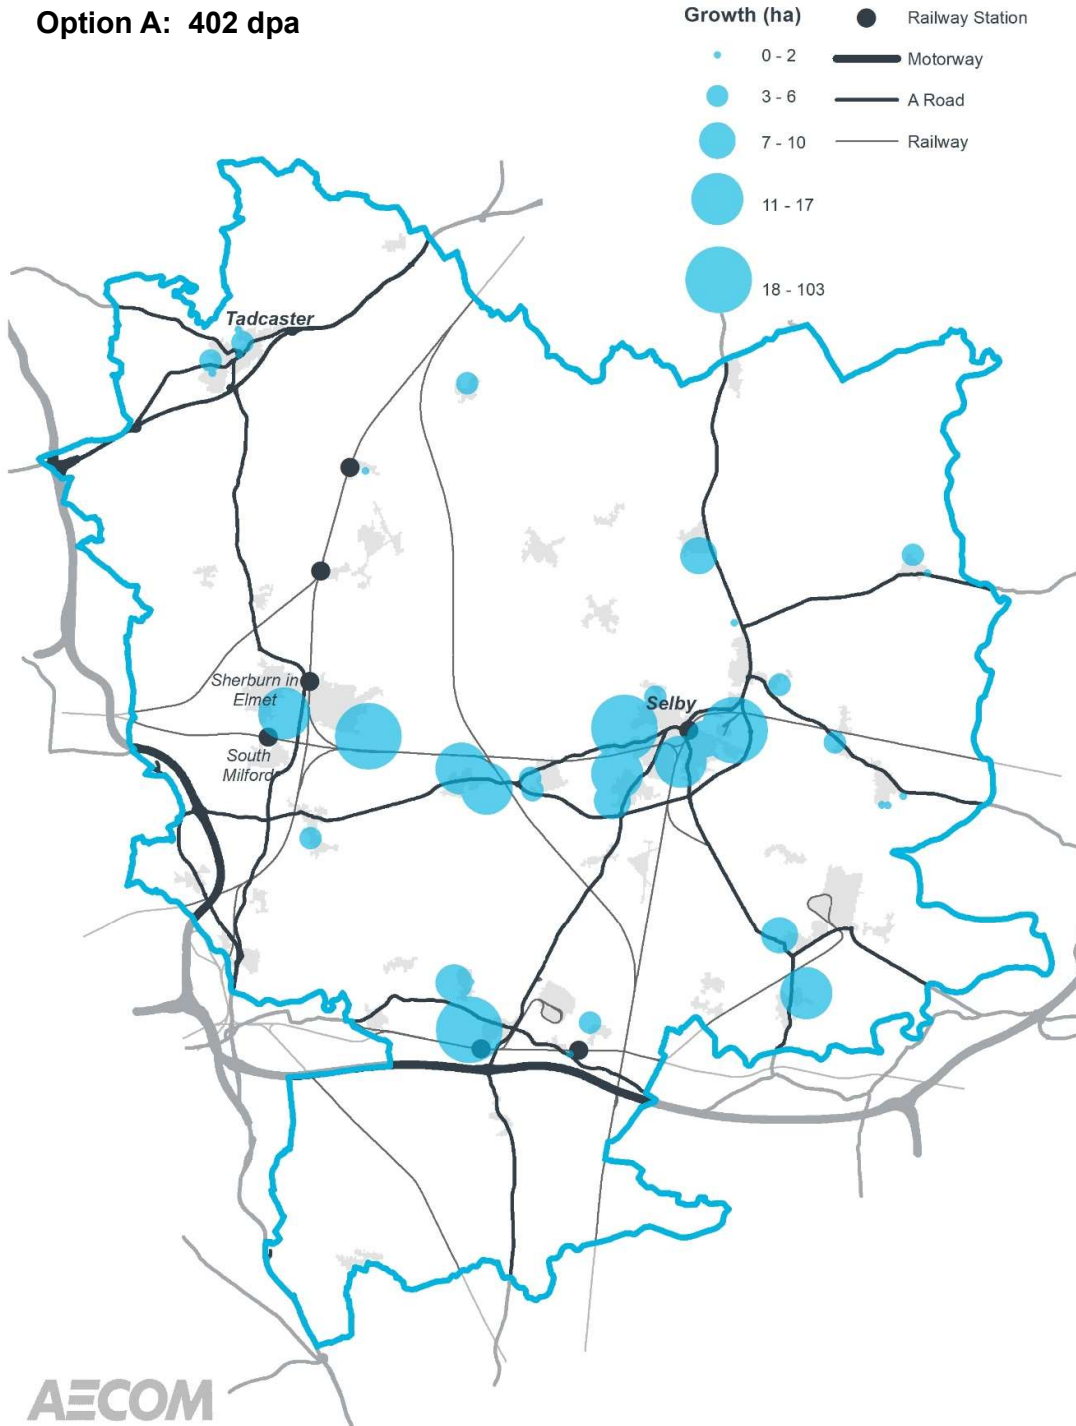 Option A: 402 dpa
Growth (ha)
0 - 2
3 - 6
7 - 10
11 - 17
18 - 103
Railway Station
Motorway
A Road
Railway
Tadcaster
Sherburn in
Elmet
South
Milford
Selby
AECOM